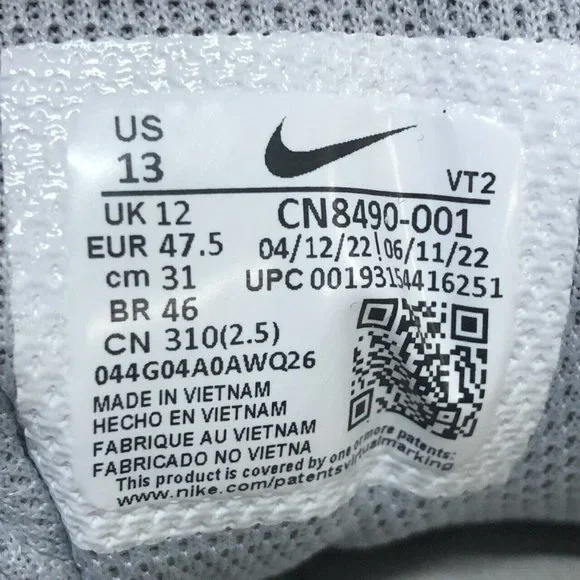 US
13
VT2
UK 12
CN8490-001
EUR 47.5
04/12/22 | 06/11/22
cm 31
UPC 00193154416251
BR 46
CN 310(2.5)
044G04A0AWQ26
MADE IN VIETNAM
HECHO EN VIETNAM
FABRIQUE AU VIETNAM
FABRICADO NO VIETNA
This product is covered by one or more patents:
www.nike.com/patentsvirtualmarking